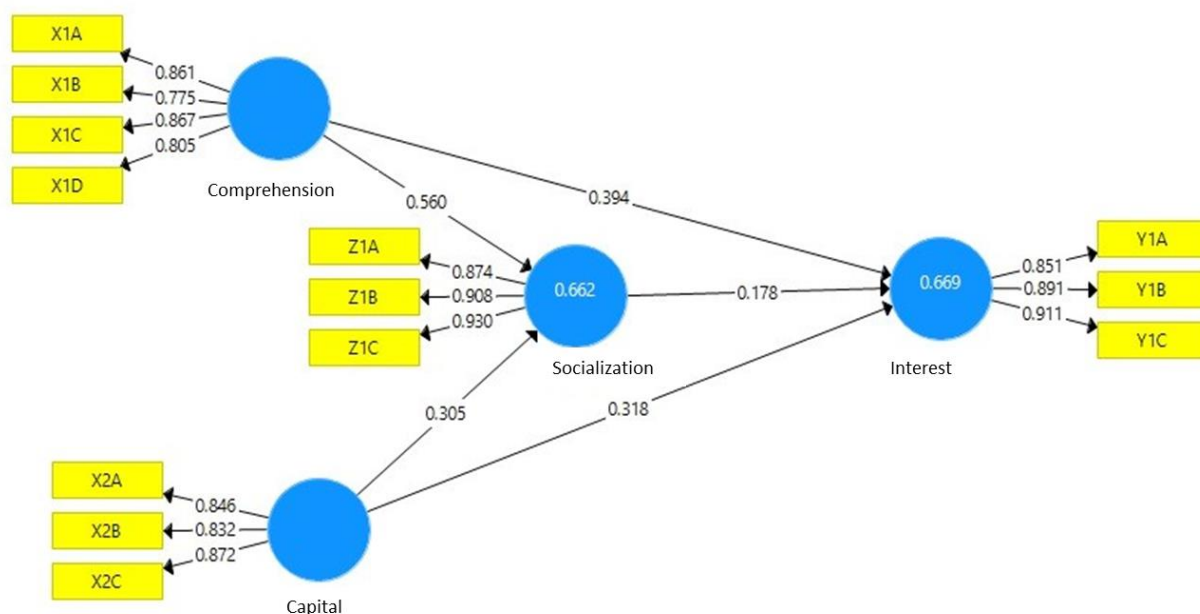 X1A
X1B
X1C
X1D
0.861
0.775
0.867
0.805
Comprehension
0.560
0.394
Z1A
Z1B
Z1C
0.874
0.908
0.930
0.662
Socialization
0.178
0.669
Interest
0.851
0.891
0.911
Y1A
Y1B
Y1C
0.305
0.318
X2A
X2B
X2C
0.846
0.832
0.872
Capital